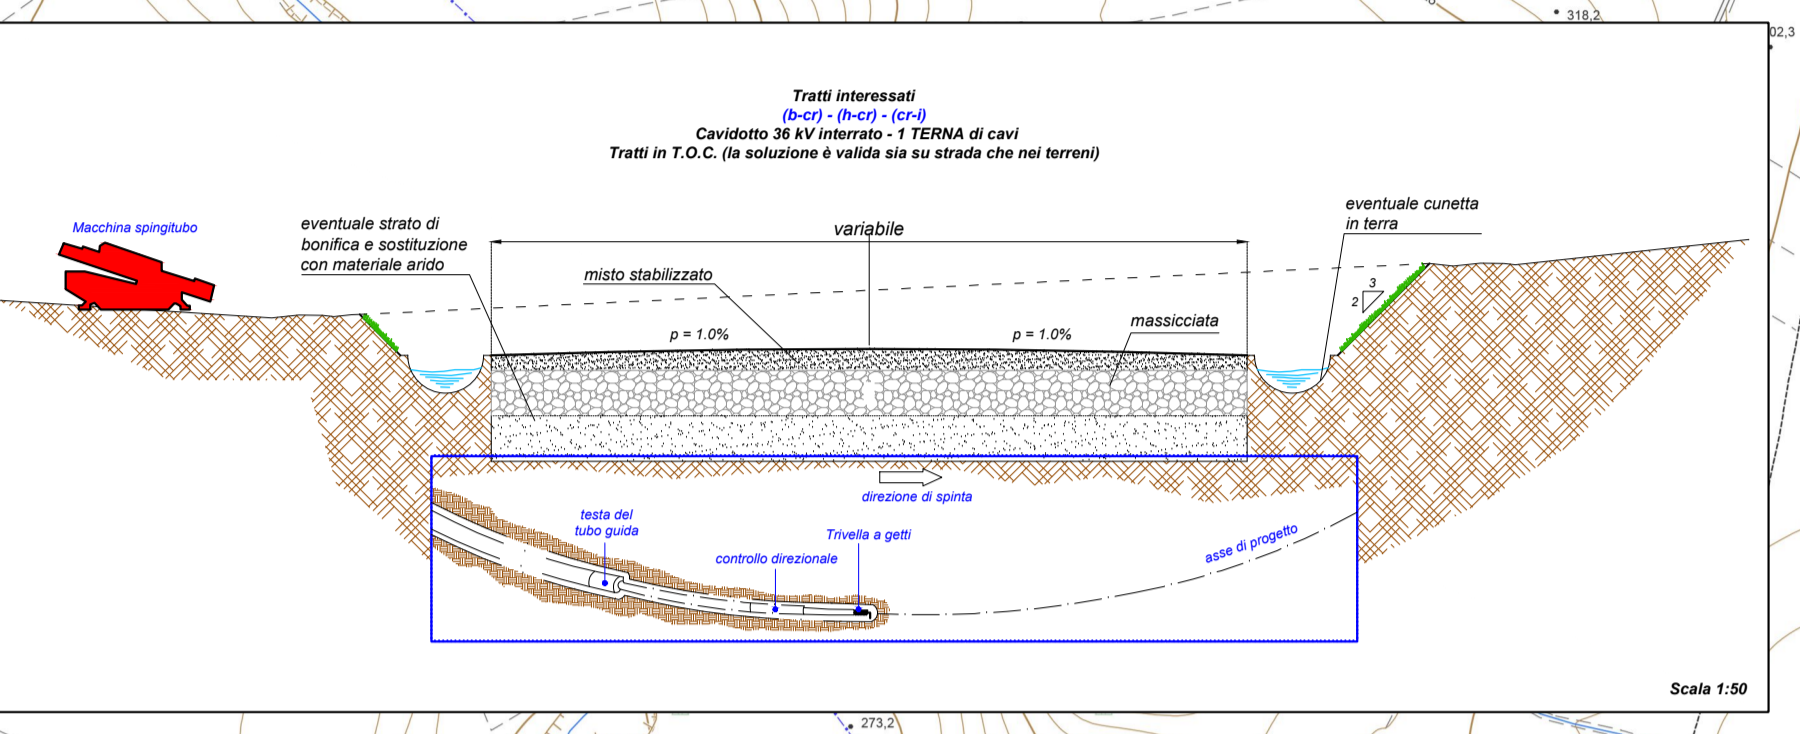 318,2
02,3
Tratti interessati
(b-cr) - (h-cr) - (cr-i)
Cavidotto 36 kV interrato - 1 TERNA di cavi
Tratti in T.O.C. (la soluzione è valida sia su strada che nei terreni)
Macchina spingitubo
eventuale strato di
bonifica e sostituzione
con materiale arido
variabile
eventuale cunetta
in terra
misto stabilizzato
3
2
p = 1.0%
p = 1.0%
massicciata
direzione di spinta
testa del
tubo guida
Trivella a getti
controllo direzionale
asse di progetto
Scala 1:50
273,2